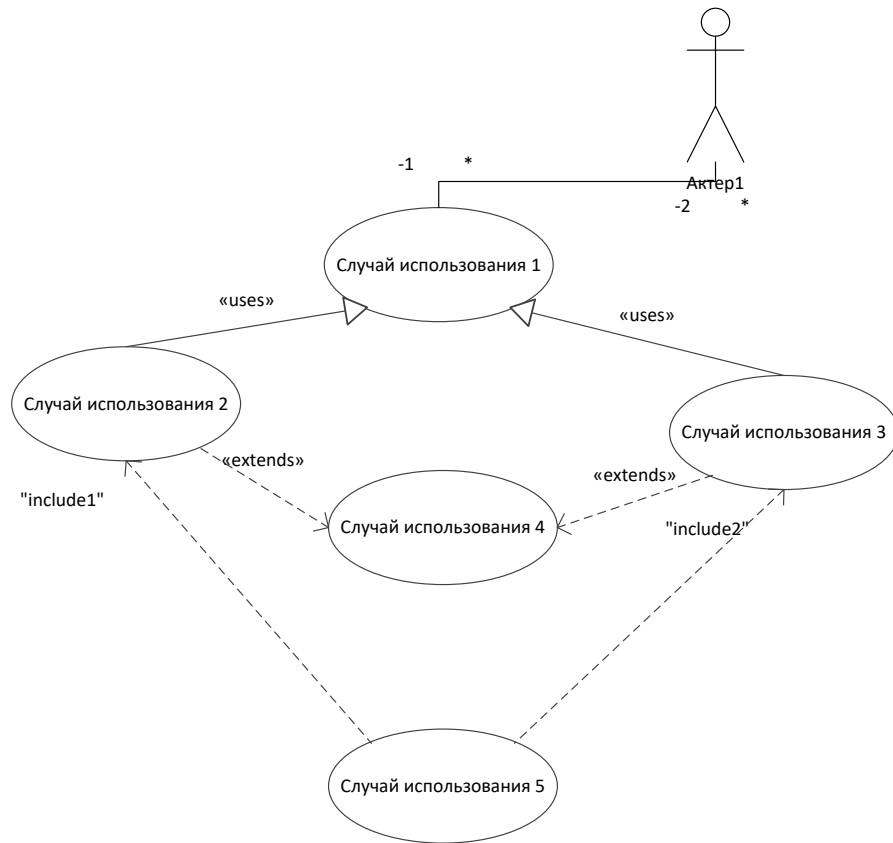 -1 *
Актер1
-2 *
Случай использования 1
«uses»
«uses»
Случай использования 2
Случай использования 3
«extends»
«extends»
"include1"
Случай использования 4
"include2"
Случай использования 5